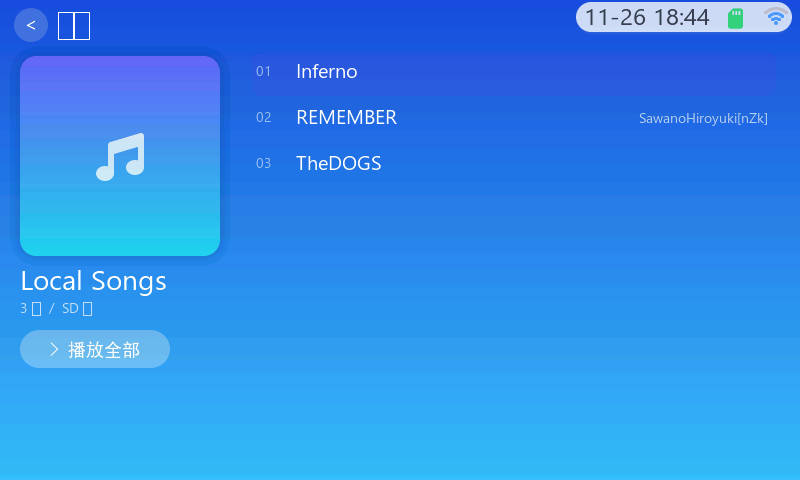 <
11-26 18:44
01 Inferno
02 REMEMBER SawanoHiroyuki[nZk]
03 TheDOGS
Local Songs
3 / SD
播放全部